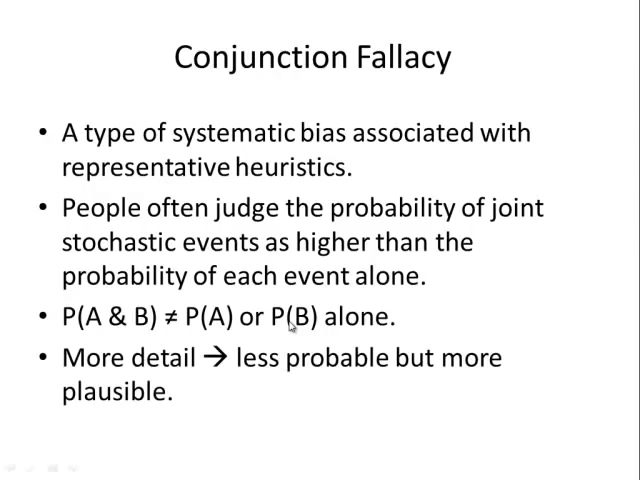 Conjunction Fallacy
• A type of systematic bias associated with
representative heuristics.
• People often judge the probability of joint
stochastic events as higher than the
probability of each event alone.
• P(A & B) ≠ P(A) or P(B) alone.
• More detail → less probable but more
plausible.